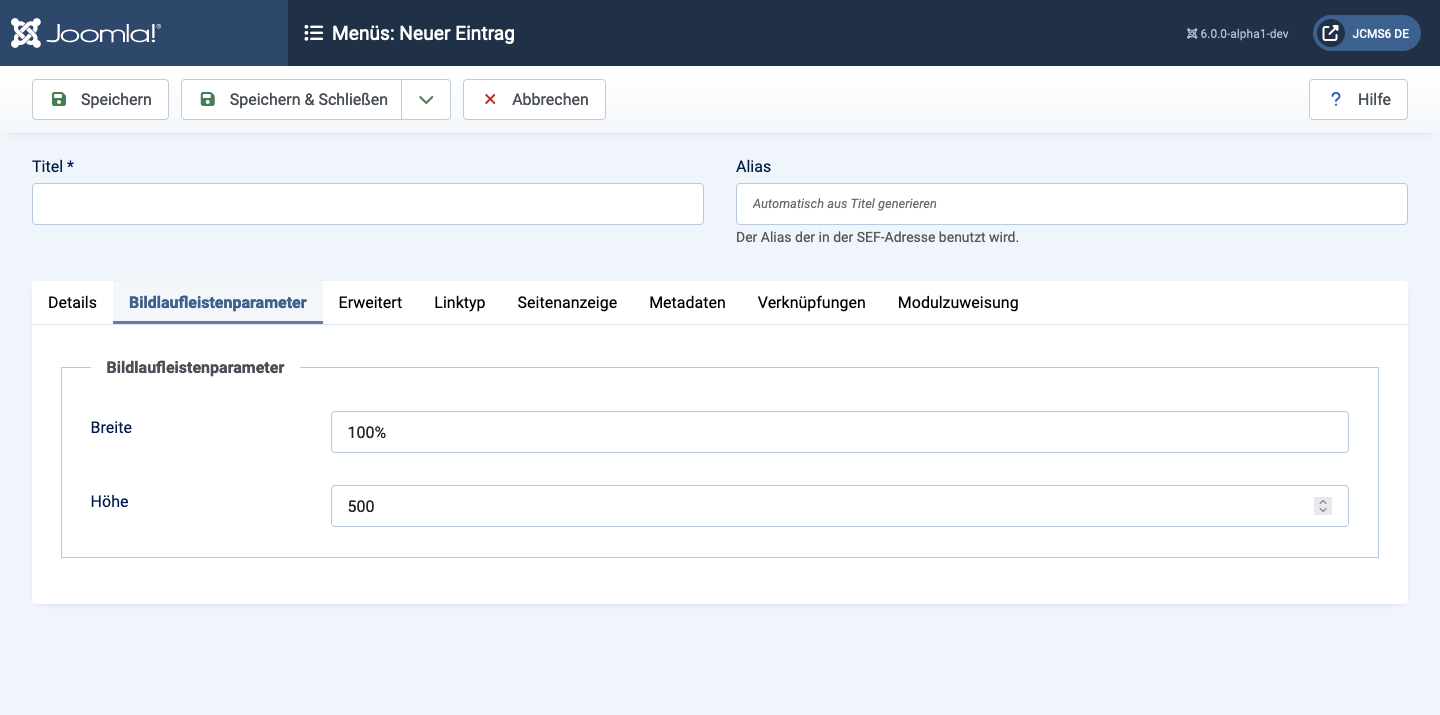 Joomla!®
Menüs: Neuer Eintrag
6.0.0-alpha1-dev
JCMS6 DE
Speichern
Speichern & Schließen
Abbrechen
? Hilfe
Titel *
Alias
Automatisch aus Titel generieren
Der Alias der in der SEF-Adresse benutzt wird.
Details Bildlaufleistenparameter Erweitert Linktyp Seitenanzeige Metadaten Verknüpfungen Modulzuweisung
Bildlaufleistenparameter
Breite
100%
Höhe
500